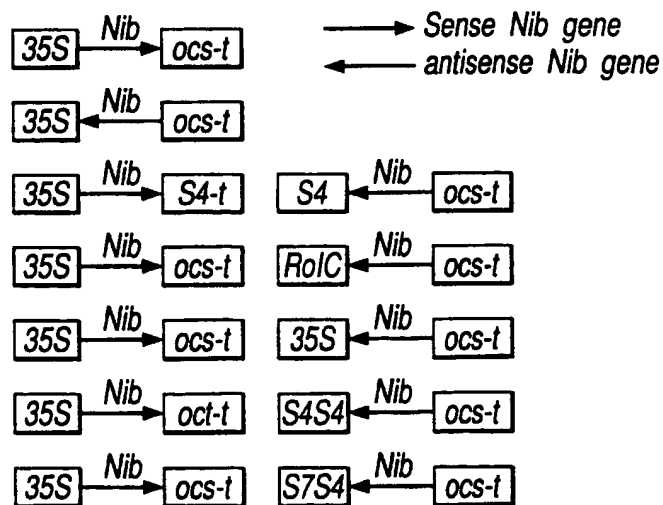 Nib
35S ocs-t
Sense Nib gene
antisense Nib gene
Nib
35S ocs-t
Nib Nib
35S S4-t S4 ocs-t
Nib Nib
35S ocs-t RolC ocs-t
Nib Nib
35S ocs-t 35S ocs-t
Nib Nib
35S oct-t S4S4 ocs-t
Nib Nib
35S ocs-t S7S4 ocs-t